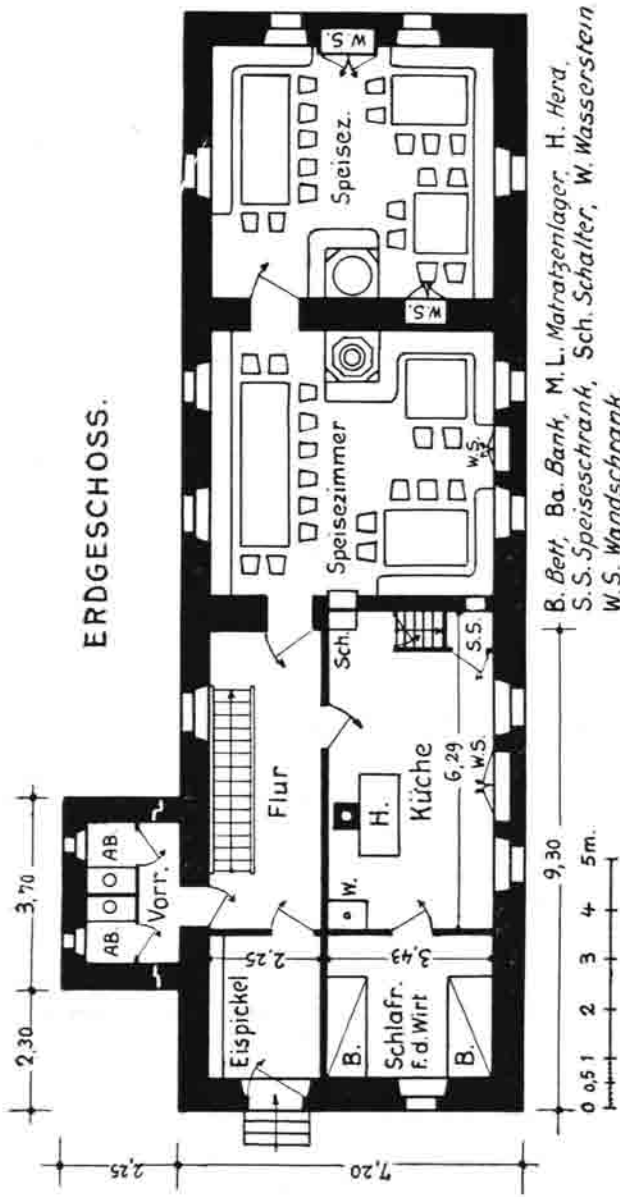 ERDGESCHOSS.
2,30
3,70
2,25
7,20
AB.
AB.
Vorr.
Eispickel
2,25
Flur
Schlafr.
f. d. Wirt
B.
B.
3,43
W.
H.
Küche
6,29
W.S.
S.S.
Sch.
Speisezimmer
W.S.
Speisez.
W.S.
W.S.
9,30
0 0,5 1 2 3 4 5m.
B. Bett, Ba. Bank, M.L. Matratzenlager, H. Herd,
S.S. Speiseschrank, Sch. Schalter, W. Wasserstein,
W.S. Wandschrank